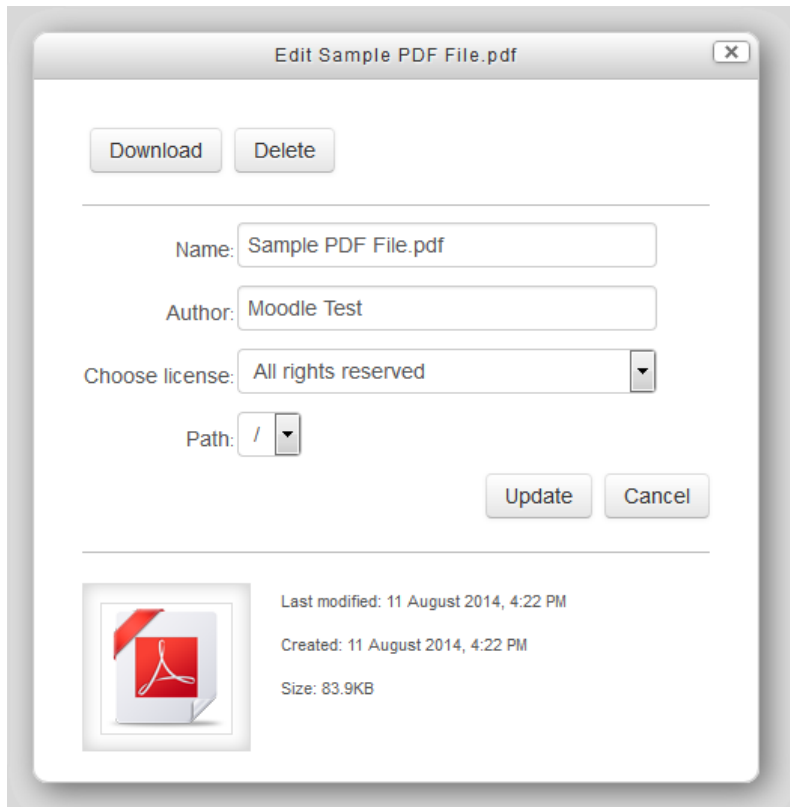 Edit Sample PDF File.pdf
Download Delete
Name: Sample PDF File.pdf
Author: Moodle Test
Choose license: All rights reserved
Path: /
Update Cancel
Last modified: 11 August 2014, 4:22 PM
Created: 11 August 2014, 4:22 PM
Size: 83.9KB